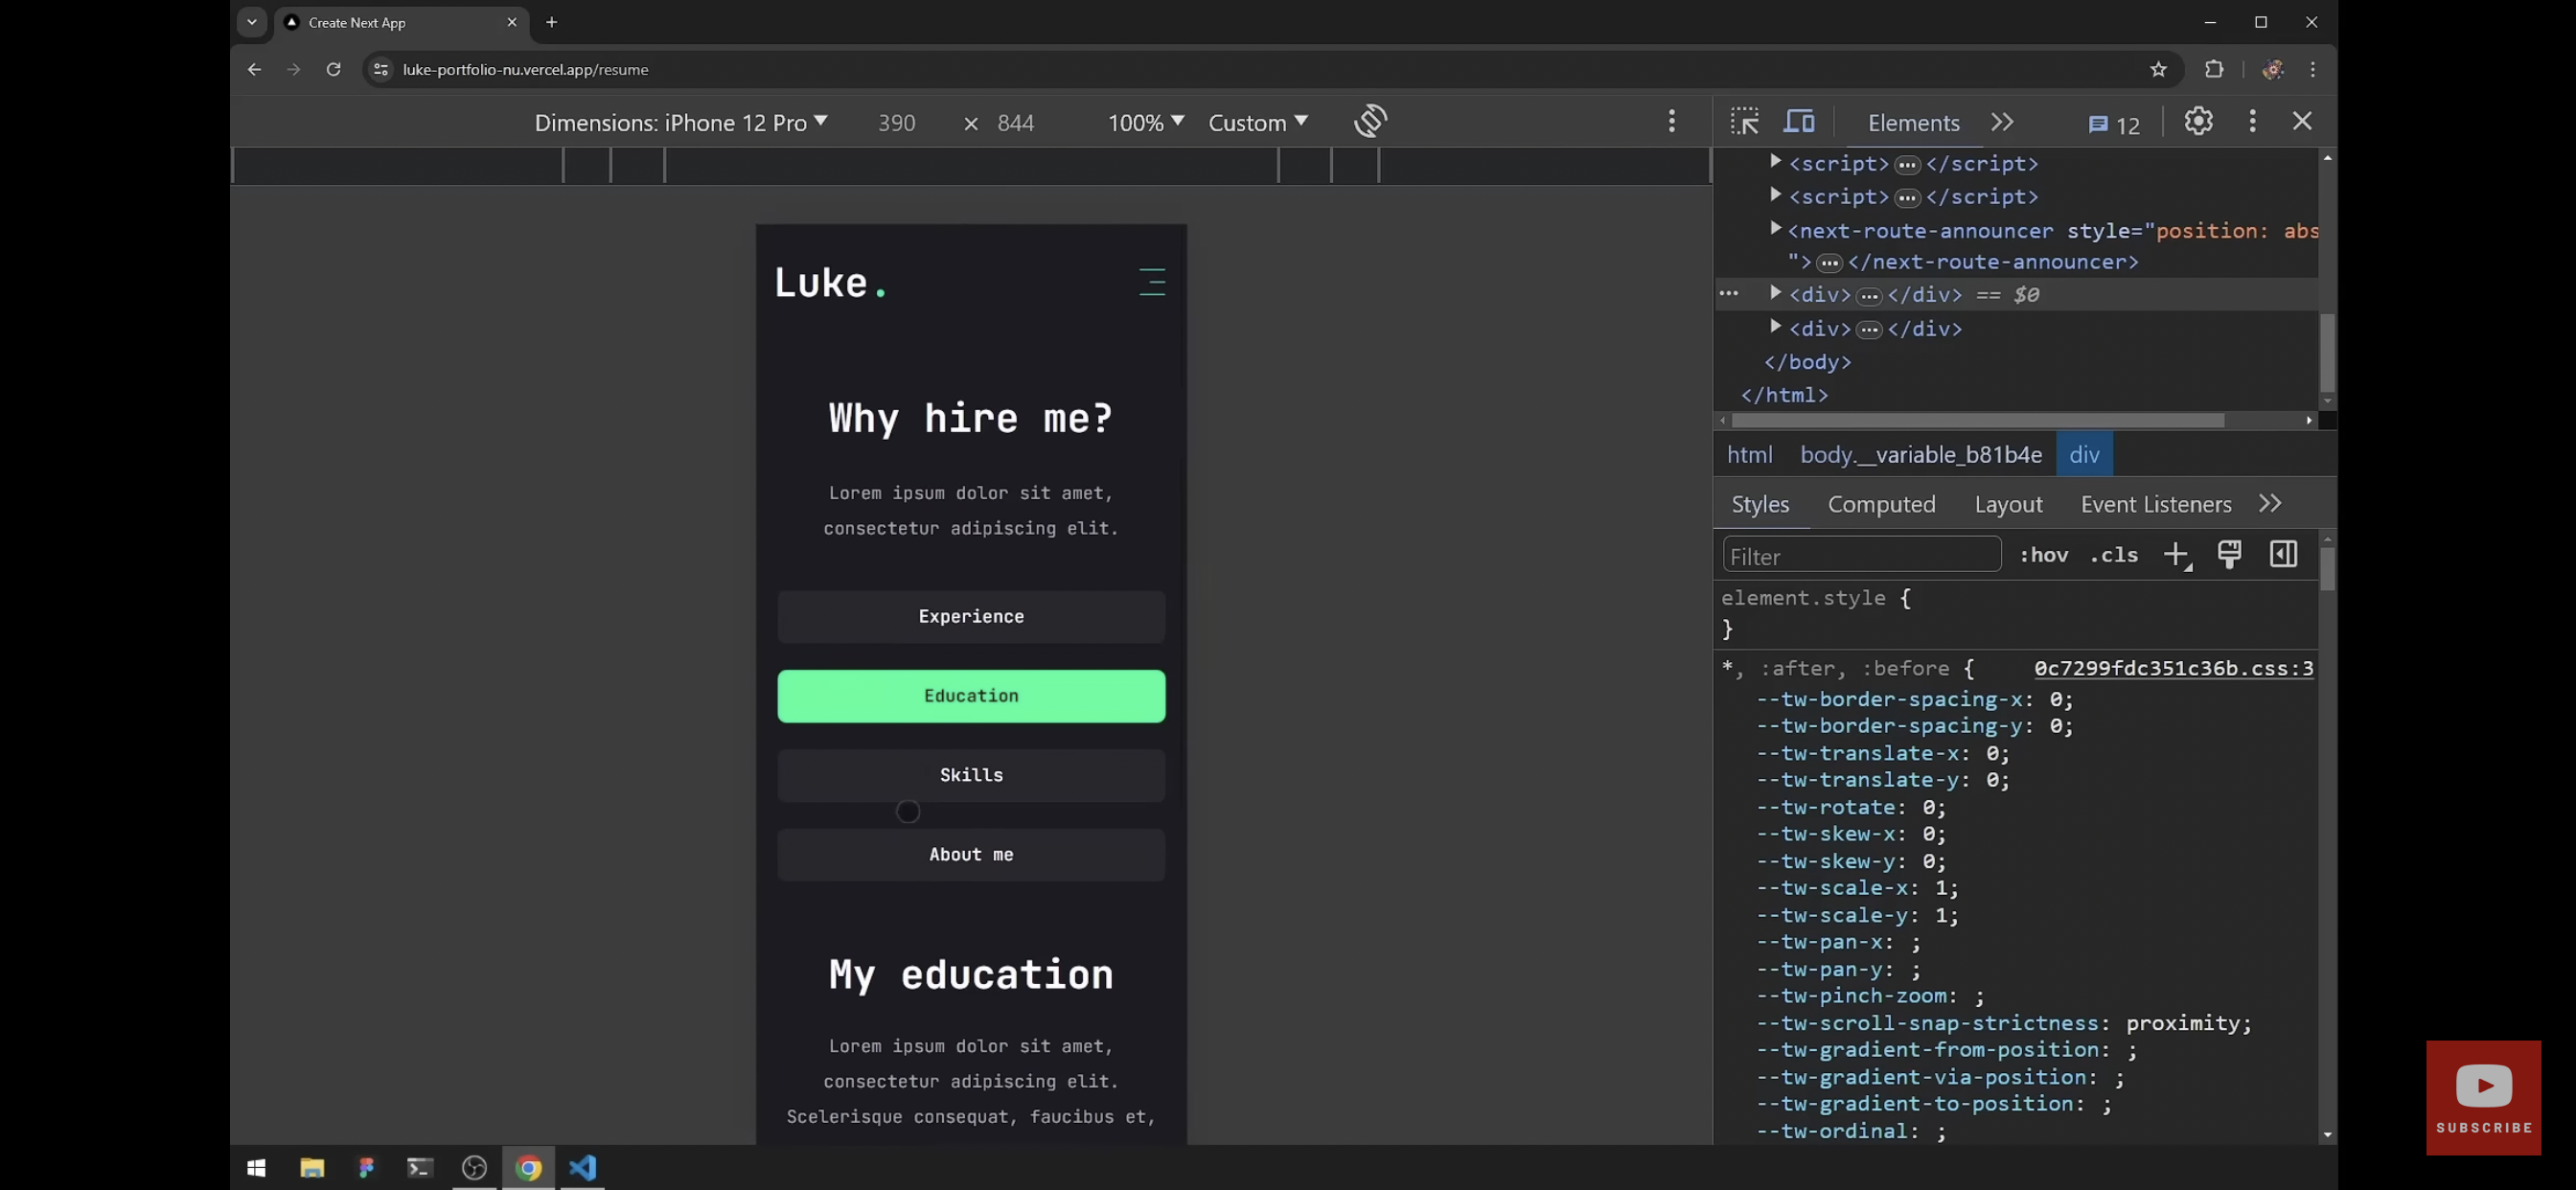 Create Next App
luke-portfolio-nu.vercel.app/resume
Dimensions: iPhone 12 Pro 390 × 844 100% Custom
Elements 12
<script> ••• </script>
<script> ••• </script>
<next-route-announcer style="position: abs
"> ••• </next-route-announcer>
••• <div> ••• </div> == $0
<div> ••• </div>
</body>
</html>
html body.__variable_b81b4e div
Styles Computed Layout Event Listeners
Filter :hov .cls
element.style {
}
*, :after, :before { 0c7299fdc351c36b.css:3
--tw-border-spacing-x: 0;
--tw-border-spacing-y: 0;
--tw-translate-x: 0;
--tw-translate-y: 0;
--tw-rotate: 0;
--tw-skew-x: 0;
--tw-skew-y: 0;
--tw-scale-x: 1;
--tw-scale-y: 1;
--tw-pan-x: ;
--tw-pan-y: ;
--tw-pinch-zoom: ;
--tw-scroll-snap-strictness: proximity;
--tw-gradient-from-position: ;
--tw-gradient-via-position: ;
--tw-gradient-to-position: ;
--tw-ordinal: ;
Luke.
Why hire me?
Lorem ipsum dolor sit amet,
consectetur adipiscing elit.
Experience
Education
Skills
About me
My education
Lorem ipsum dolor sit amet,
consectetur adipiscing elit.
Scelerisque consequat, faucibus et,
SUBSCRIBE